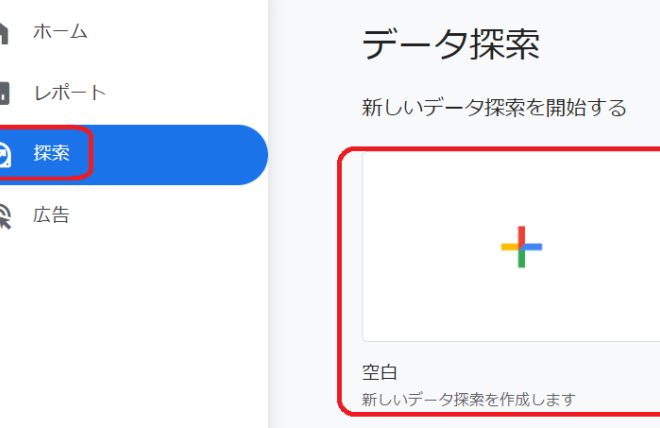 ホーム
レポート
探索
広告
データ探索
新しいデータ探索を開始する
空白
新しいデータ探索を作成します